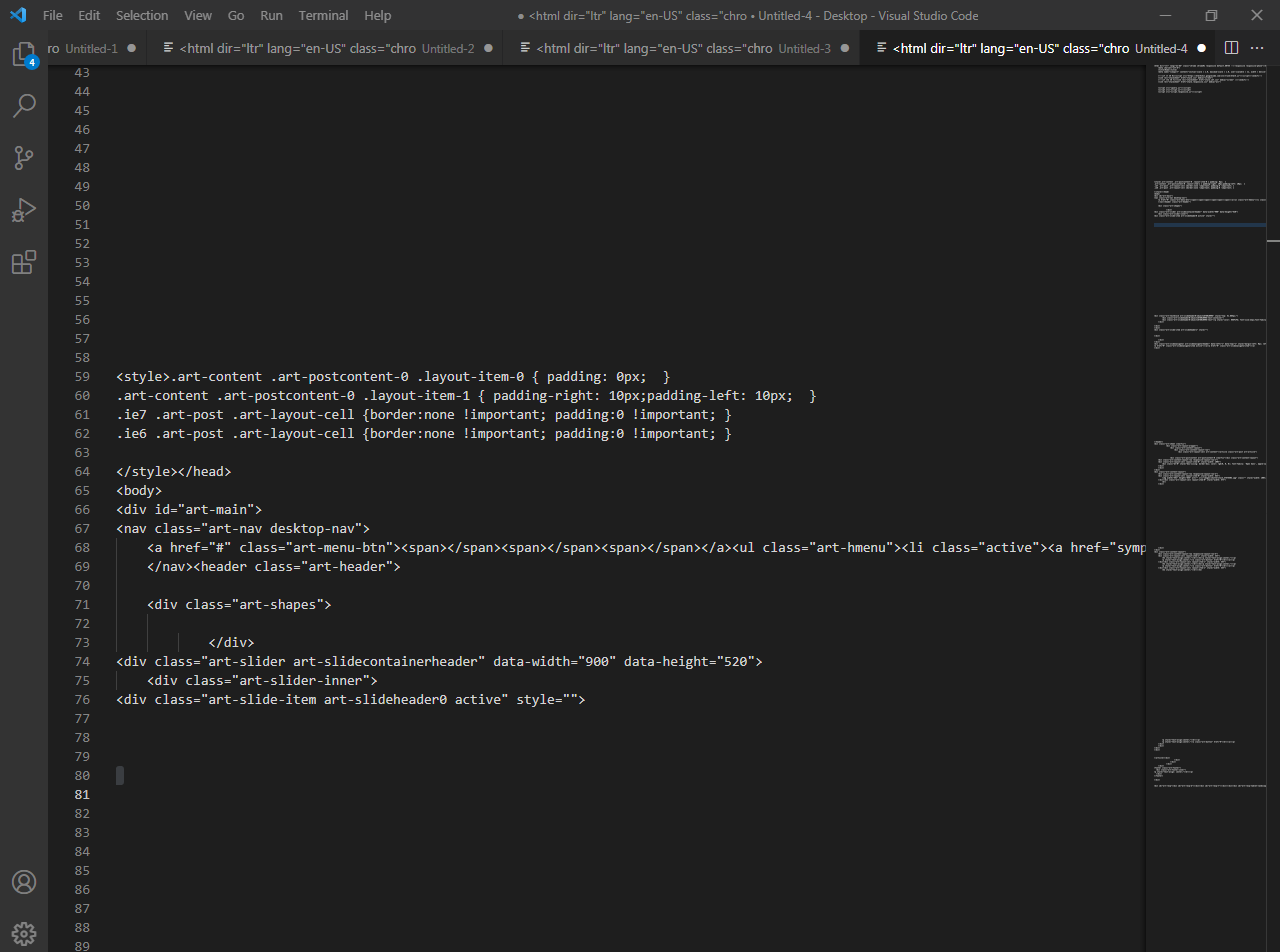 File Edit Selection View Go Run Terminal Help
● <html dir="ltr" lang="en-US" class="chro • Untitled-4 - Desktop - Visual Studio Code
ro Untitled-1 ●
<html dir="ltr" lang="en-US" class="chro Untitled-2 ●
<html dir="ltr" lang="en-US" class="chro Untitled-3 ●
<html dir="ltr" lang="en-US" class="chro Untitled-4 ●
4
43
44
45
46
47
48
49
50
51
52
53
54
55
56
57
58
59 <style>.art-content .art-postcontent-0 .layout-item-0 { padding: 0px;  }
60 .art-content .art-postcontent-0 .layout-item-1 { padding-right: 10px;padding-left: 10px;  }
61 .ie7 .art-post .art-layout-cell {border:none !important; padding:0 !important; }
62 .ie6 .art-post .art-layout-cell {border:none !important; padding:0 !important; }
63
64 </style></head>
65 <body>
66 <div id="art-main">
67 <nav class="art-nav desktop-nav">
68     <a href="#" class="art-menu-btn"><span></span><span></span><span></span></a><ul class="art-hmenu"><li class="active"><a href="symp
69     </nav><header class="art-header">
70
71     <div class="art-shapes">
72
73             </div>
74 <div class="art-slider art-slidecontainerheader" data-width="900" data-height="520">
75     <div class="art-slider-inner">
76 <div class="art-slide-item art-slideheader0 active" style="">
77
78
79
80
81
82
83
84
85
86
87
88
89